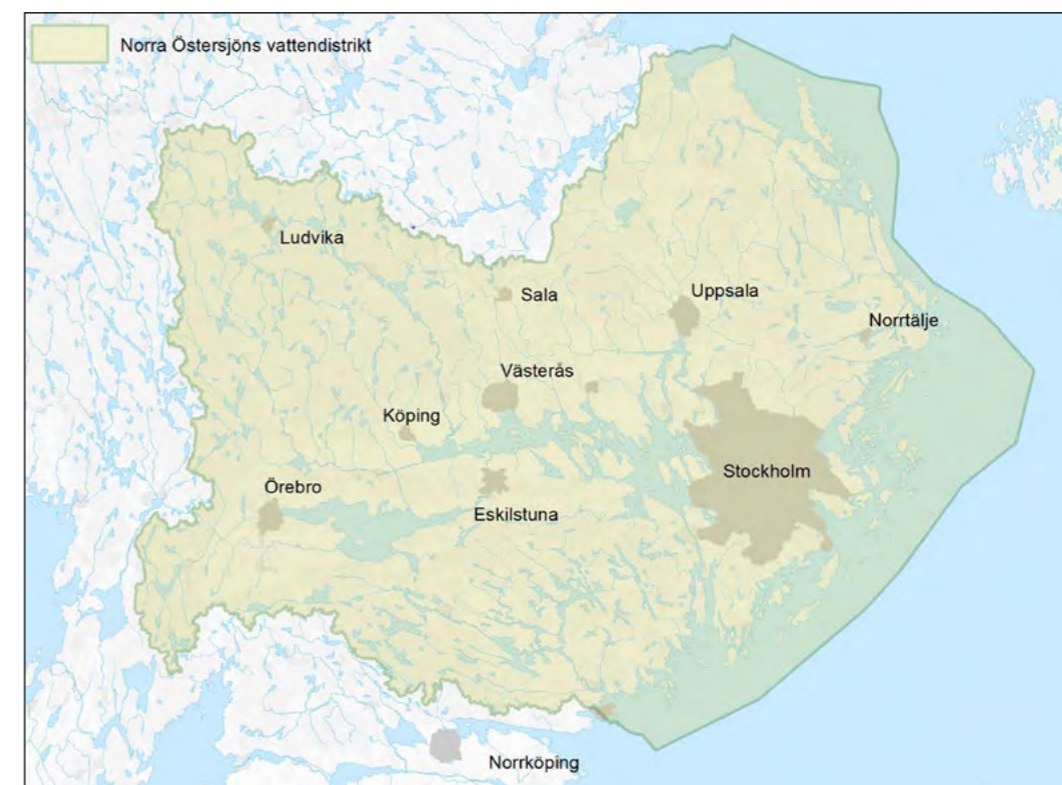 Norra Östersjöns vattendistrikt
Ludvika
Sala
Uppsala
Norrtälje
Västerås
Köping
Stockholm
Örebro
Eskilstuna
Norrköping